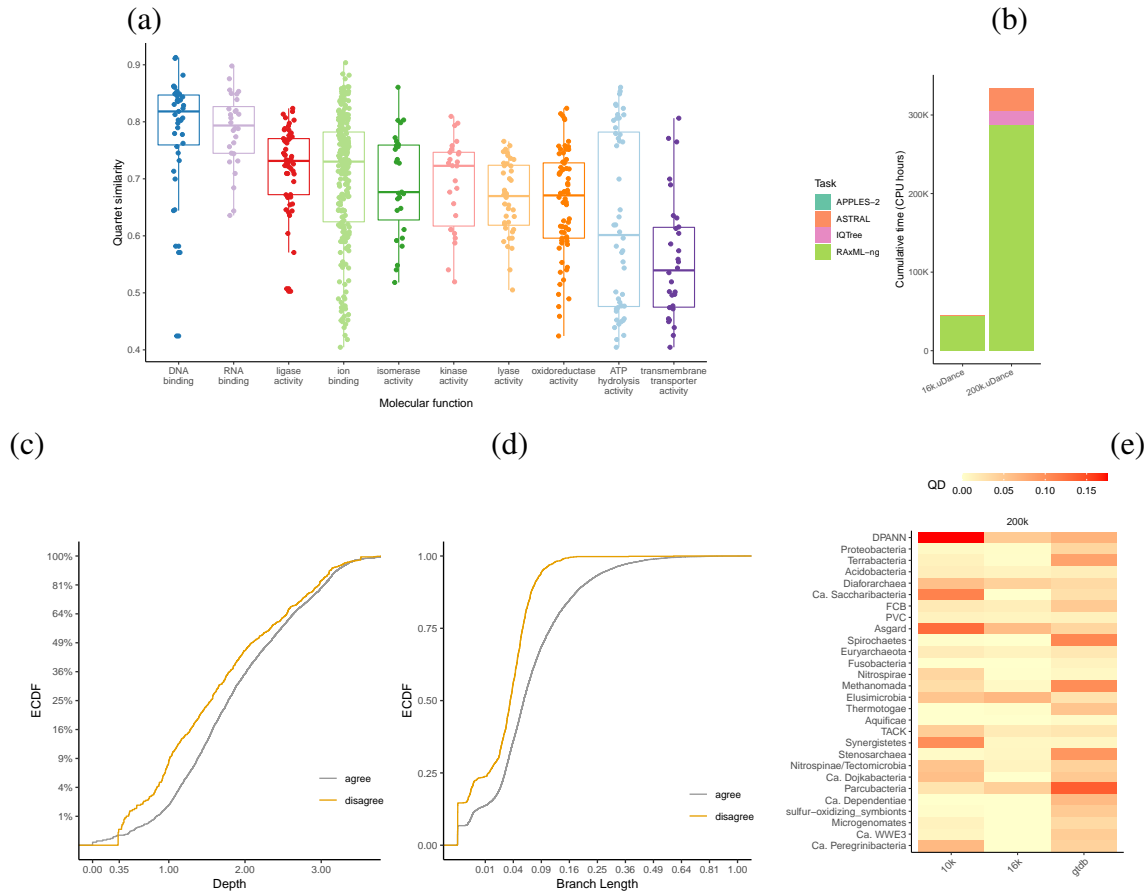 (a)
(b)
0.9
0.8
0.7
0.6
0.5
0.4
Quartet similarity
DNA binding
RNA binding
ligase activity
ion binding
isomerase activity
kinase activity
lyase activity
oxidoreductase activity
ATP hydrolysis activity
transmembrane transporter activity
Molecular function
Task
APPLES−2
ASTRAL
IQTree
RAxML−ng
Cumulative time (CPU hours)
300K
200K
100K
0
16k.uDance
200k.uDance
(c)
(d)
(e)
100%
81%
64%
49%
36%
25%
16%
9%
4%
1%
ECDF
agree
disagree
0.00 0.35 1.00 2.00 3.00
Depth
1.00
0.75
0.50
0.25
0.00
ECDF
agree
disagree
0.01 0.04 0.09 0.16 0.25 0.36 0.49 0.64 0.81 1.00
Branch Length
QD
0.00 0.05 0.10 0.15
200k
DPANN
Proteobacteria
Terrabacteria
Acidobacteria
Diaforarchaea
Ca. Saccharibacteria
FCB
PVC
Asgard
Spirochaetes
Euryarchaeota
Fusobacteria
Nitrospirae
Methanomada
Elusimicrobia
Thermotogae
Aquificae
TACK
Synergistetes
Stenosarchaea
Nitrospinae/Tectomicrobia
Ca. Dojkabacteria
Parcubacteria
Ca. Dependentiae
sulfur−oxidizing_symbionts
Microgenomates
Ca. WWE3
Ca. Peregrinibacteria
10k
16k
gtdb